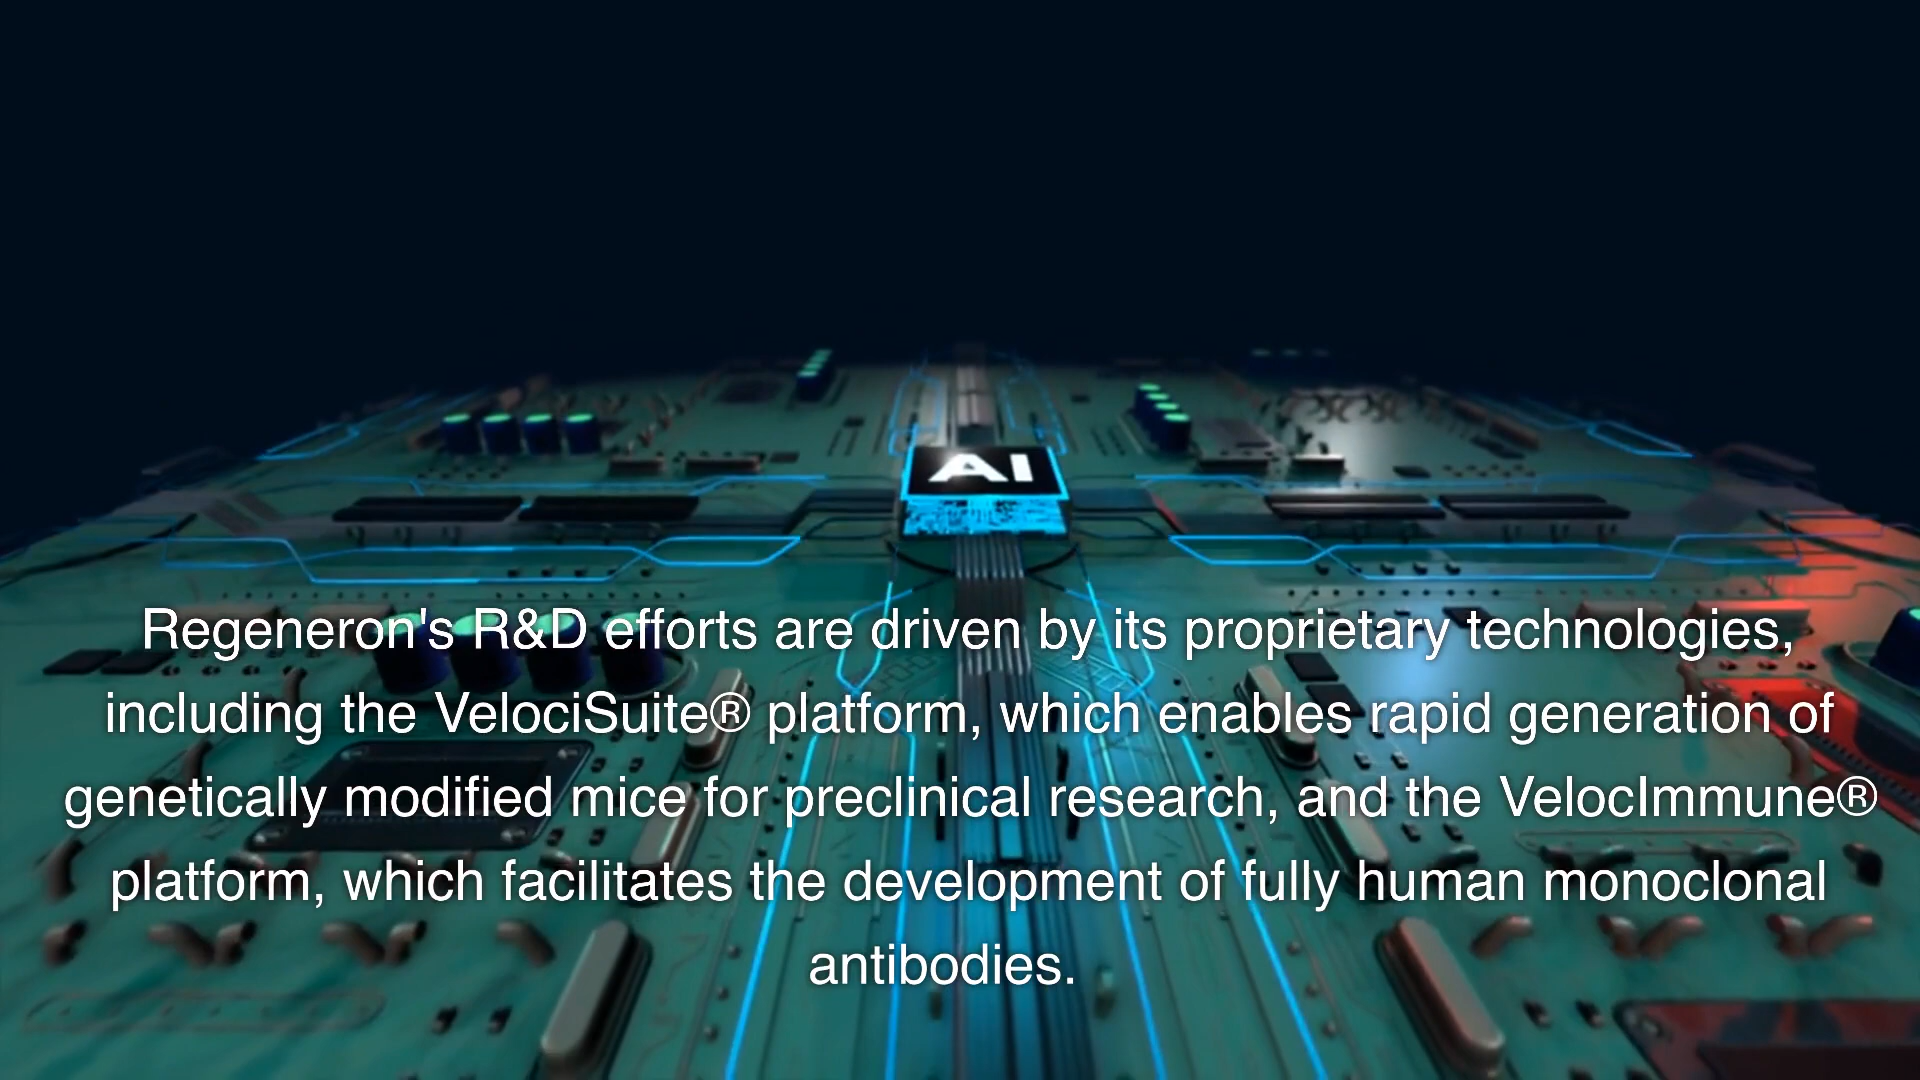 AI
Regeneron's R&D efforts are driven by its proprietary technologies,
including the VelociSuite® platform, which enables rapid generation of
genetically modified mice for preclinical research, and the VelocImmune®
platform, which facilitates the development of fully human monoclonal
antibodies.